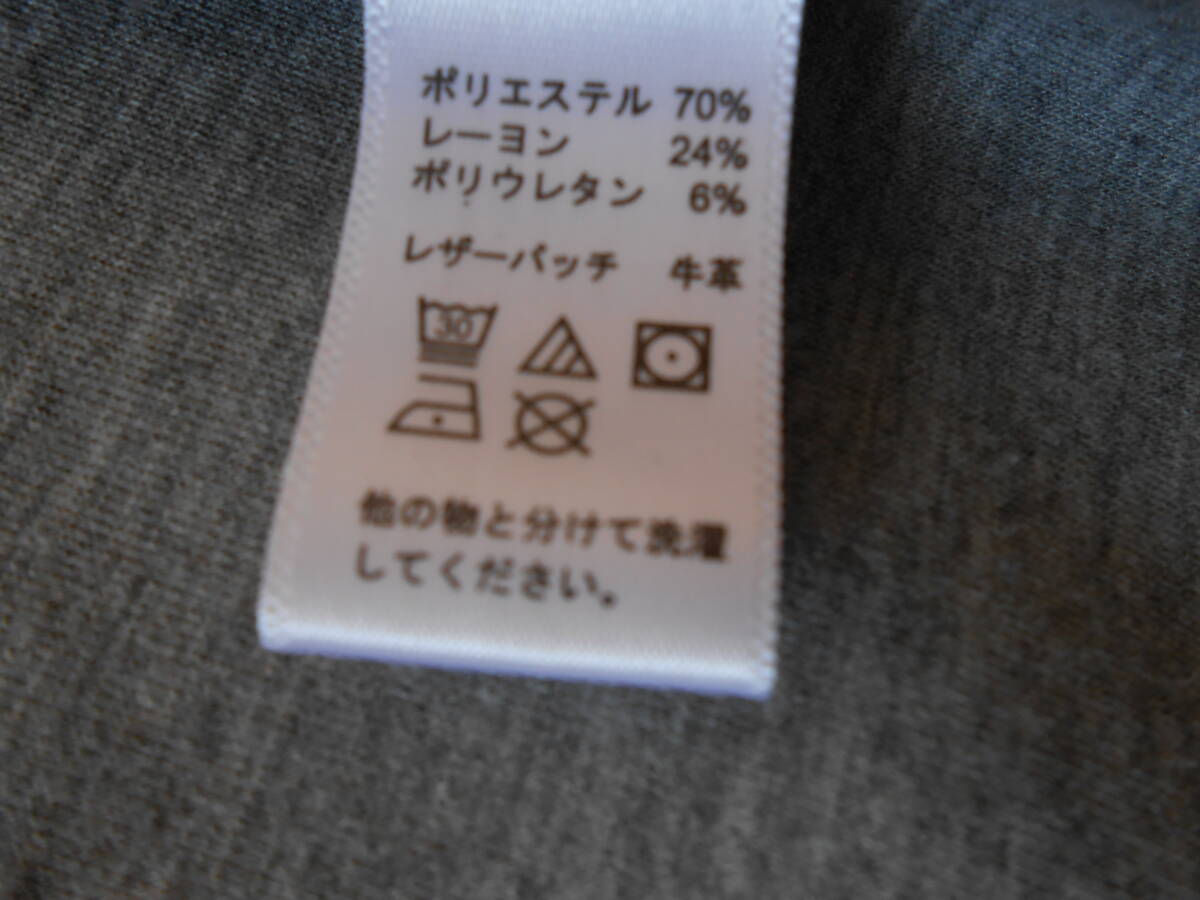 ポリエステル 70%
レーヨン 24%
ポリウレタン 6%
レザーパッチ 牛革
30
他の物と分けて洗濯
してください。